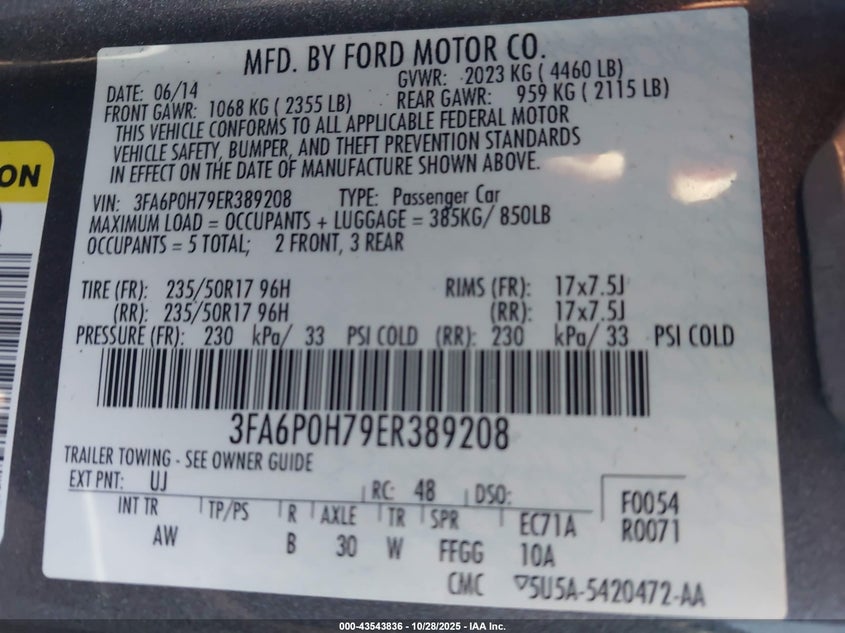 MFD. BY FORD MOTOR CO.
DATE: 06/14 GVWR: 2023 KG ( 4460 LB)
FRONT GAWR: 1068 KG ( 2355 LB) REAR GAWR: 959 KG ( 2115 LB)
THIS VEHICLE CONFORMS TO ALL APPLICABLE FEDERAL MOTOR
VEHICLE SAFETY, BUMPER, AND THEFT PREVENTION STANDARDS
IN EFFECT ON THE DATE OF MANUFACTURE SHOWN ABOVE.
ON
VIN: 3FA6P0H79ER389208 TYPE: Passenger Car
MAXIMUM LOAD = OCCUPANTS + LUGGAGE = 385KG/ 850LB
OCCUPANTS = 5 TOTAL; 2 FRONT, 3 REAR
TIRE (FR): 235/50R17 96H RIMS (FR): 17x7.5J
(RR): 235/50R17 96H (RR): 17x7.5J
PRESSURE (FR): 230 kPa/ 33 PSI COLD (RR): 230 kPa/ 33 PSI COLD
3FA6P0H79ER389208
TRAILER TOWING - SEE OWNER GUIDE
EXT PNT: UJ RC: 48 DSO: F0054
INT TR TP/PS R AXLE TR SPR EC71A R0071
AW B 30 W FFGG 10A
CMC ▽5U5A-5420472-AA
000-43543836 | 10/28/2025 - IAA Inc.